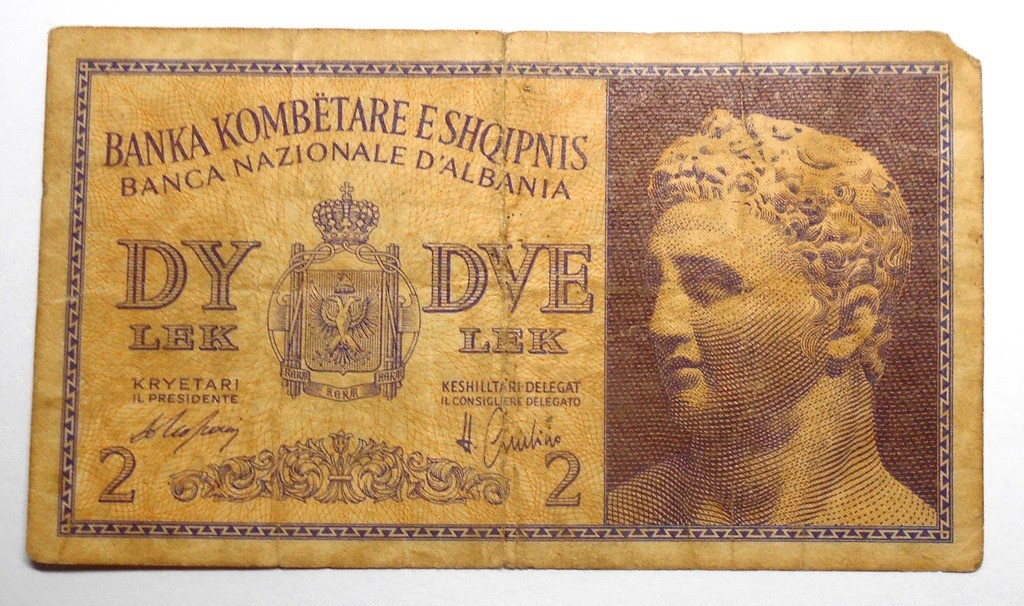 BANKA KOMBËTARE E SHQIPNIS
BANCA NAZIONALE D'ALBANIA
DY
LEK
DVE
LEK
KRYETARI
IL PRESIDENTE
KESHILLTARI DELEGAT
IL CONSIGLIERE DELEGATO
2
2